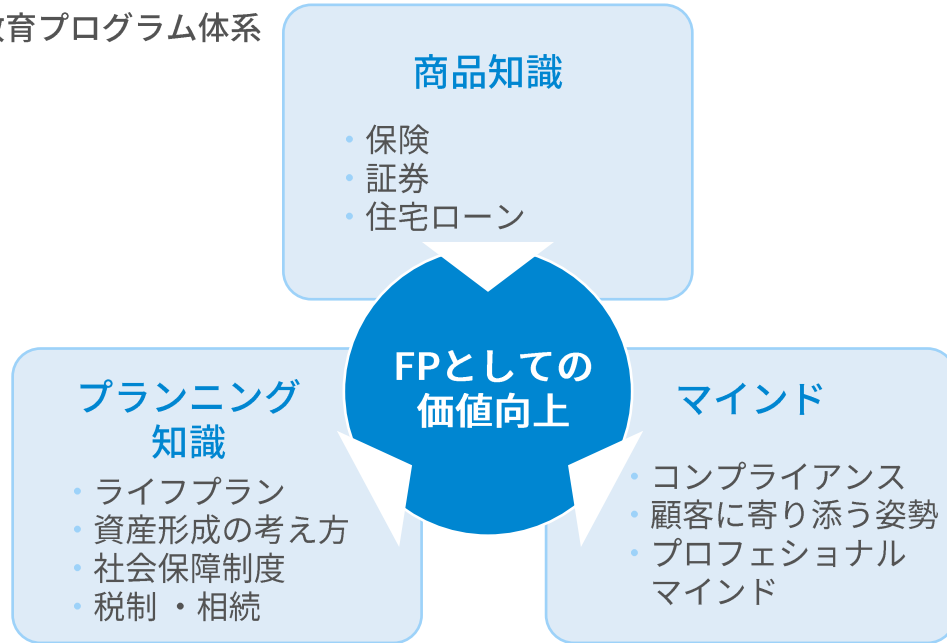 育プログラム体系
商品知識
・保険
・証券
・住宅ローン
FPとしての
価値向上
プランニング
知識
・ライフプラン
・資産形成の考え方
・社会保障制度
・税制・相続
マインド
・コンプライアンス
・顧客に寄り添う姿勢
・プロフェショナル
マインド